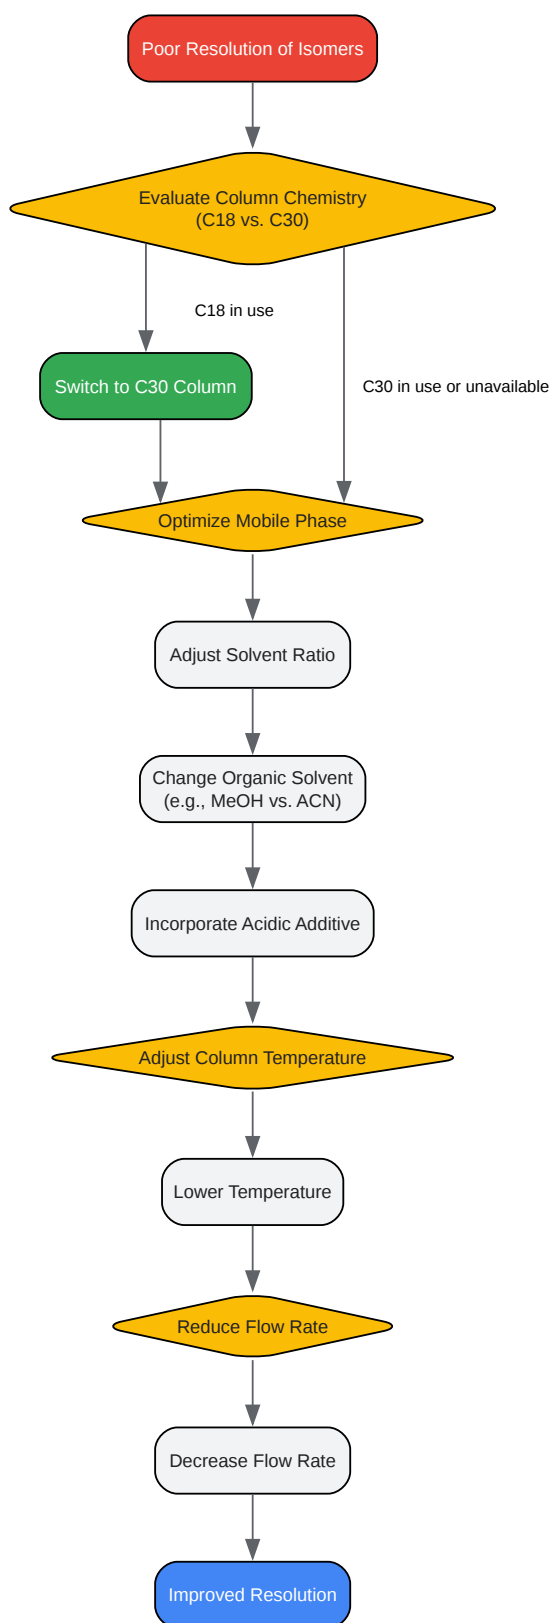 Poor Resolution of Isomers
Evaluate Column Chemistry
(C18 vs. C30)
C18 in use
Switch to C30 Column
C30 in use or unavailable
Optimize Mobile Phase
Adjust Solvent Ratio
Change Organic Solvent
(e.g., MeOH vs. ACN)
Incorporate Acidic Additive
Adjust Column Temperature
Lower Temperature
Reduce Flow Rate
Decrease Flow Rate
Improved Resolution